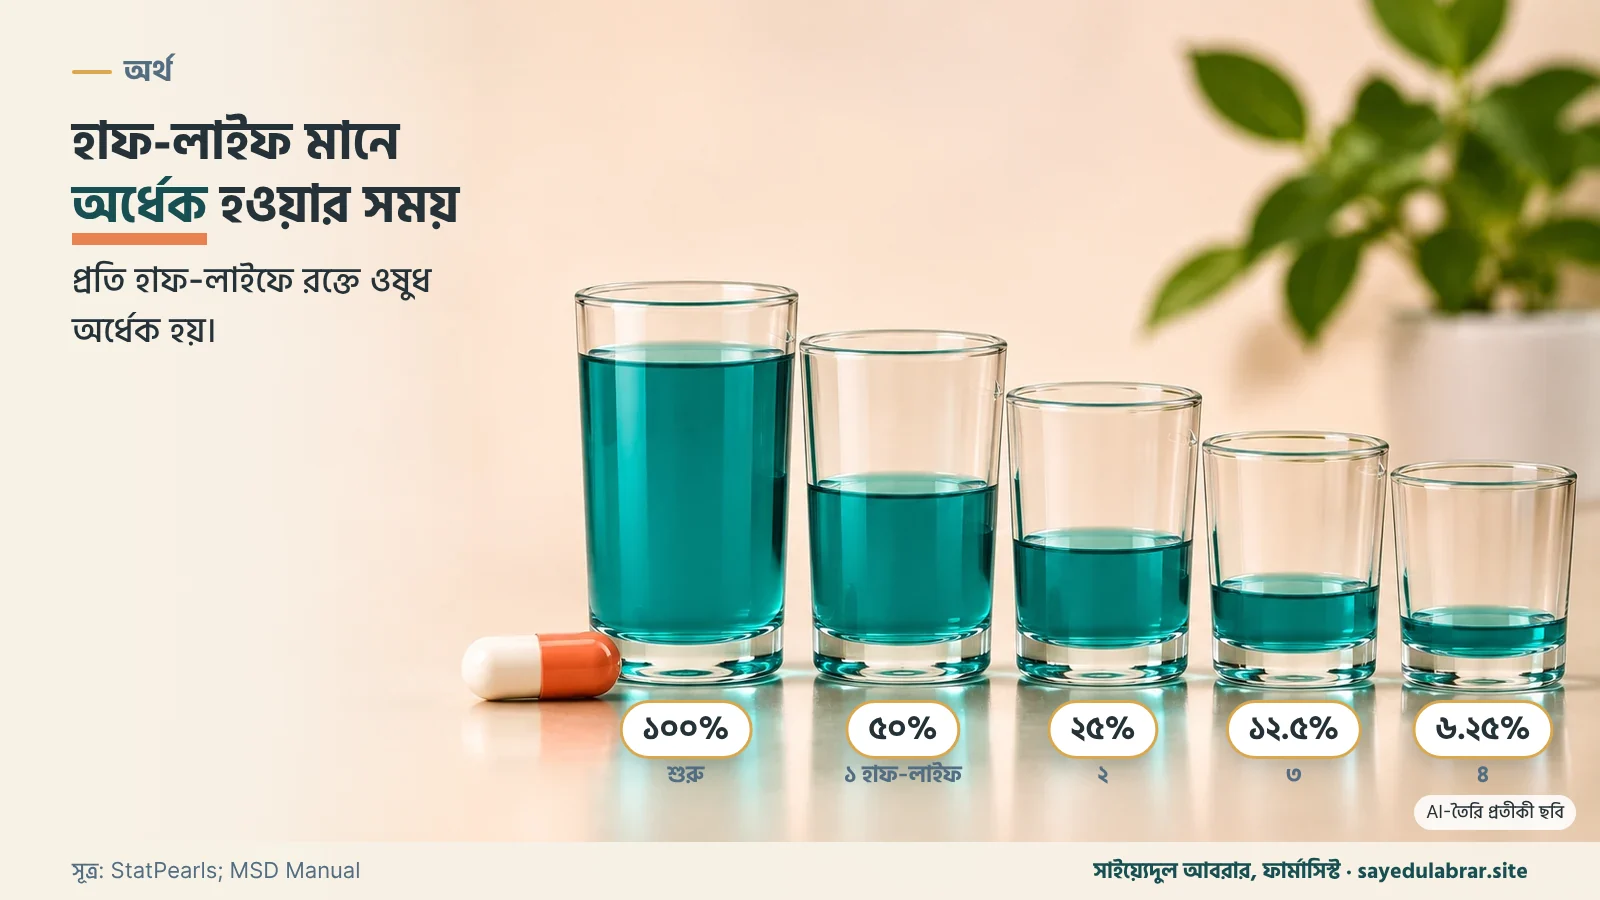 অর্থ
হাফ-লাইফ মানে
অর্ধেক হওয়ার সময়
প্রতি হাফ-লাইফে রক্তে ওষুধ
অর্ধেক হয়।
১০০% ৫০% ২৫% ১২.৫% ৬.২৫%
শুরু ১ হাফ-লাইফ ২ ৩ ৪
AI-তৈরি প্রতীকী ছবি
সূত্র: StatPearls; MSD Manual
সাইয়্যেদুল আবরার, ফার্মাসিস্ট · sayedulabrar.site